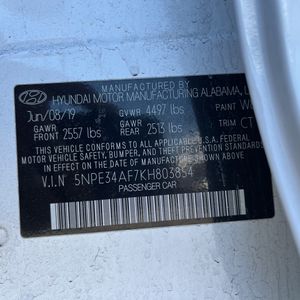 MANUFACTURED BY
HYUNDAI MOTOR MANUFACTURING ALABAMA, L
Jun/08/19 GVWR 4497 lbs PAINT W
GAWR GAWR
FRONT 2557 lbs REAR 2513 lbs TRIM CT
THIS VEHICLE CONFORMS TO ALL APPLICABLE U.S.A. FEDERAL
MOTOR VEHICLE SAFETY, BUMPER, AND THEFT PREVENTION
STANDARDS IN EFFECT ON THE DATE OF MANUFACTURE SHOWN ABOVE.
V.I.N 5NPE34AF7KH803854
PASSENGER CAR